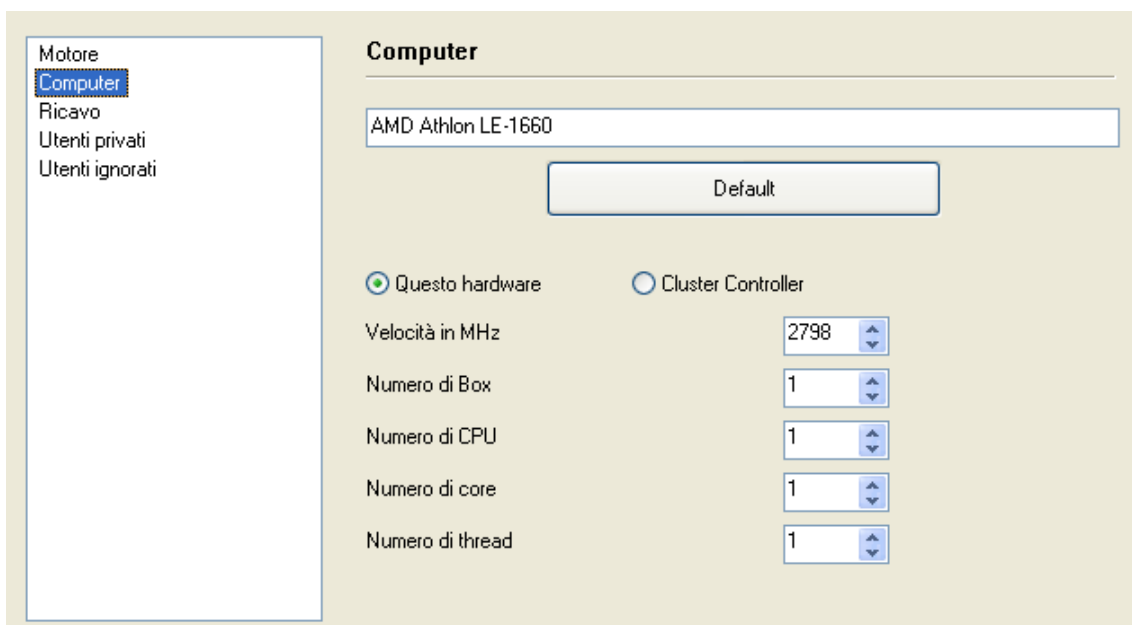 Motore
Computer
Ricavo
Utenti privati
Utenti ignorati
Computer
AMD Athlon LE-1660
Default
Questo hardware
Cluster Controller
Velocità in MHz
2798
Numero di Box
1
Numero di CPU
1
Numero di core
1
Numero di thread
1